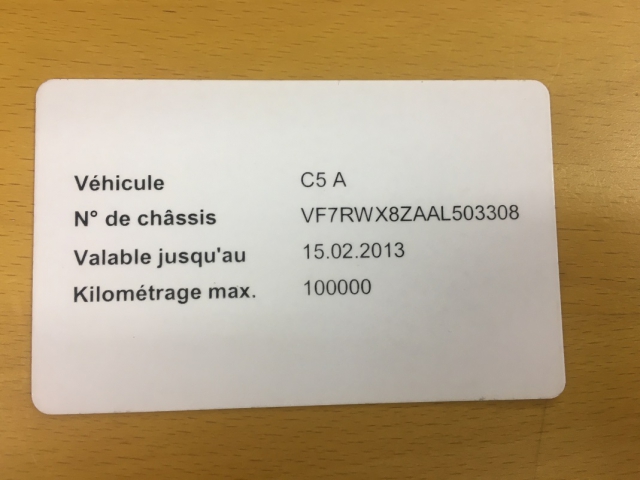 Véhicule C5 A
N° de châssis VF7RWX8ZAAL503308
Valable jusqu'au 15.02.2013
Kilométrage max. 100000